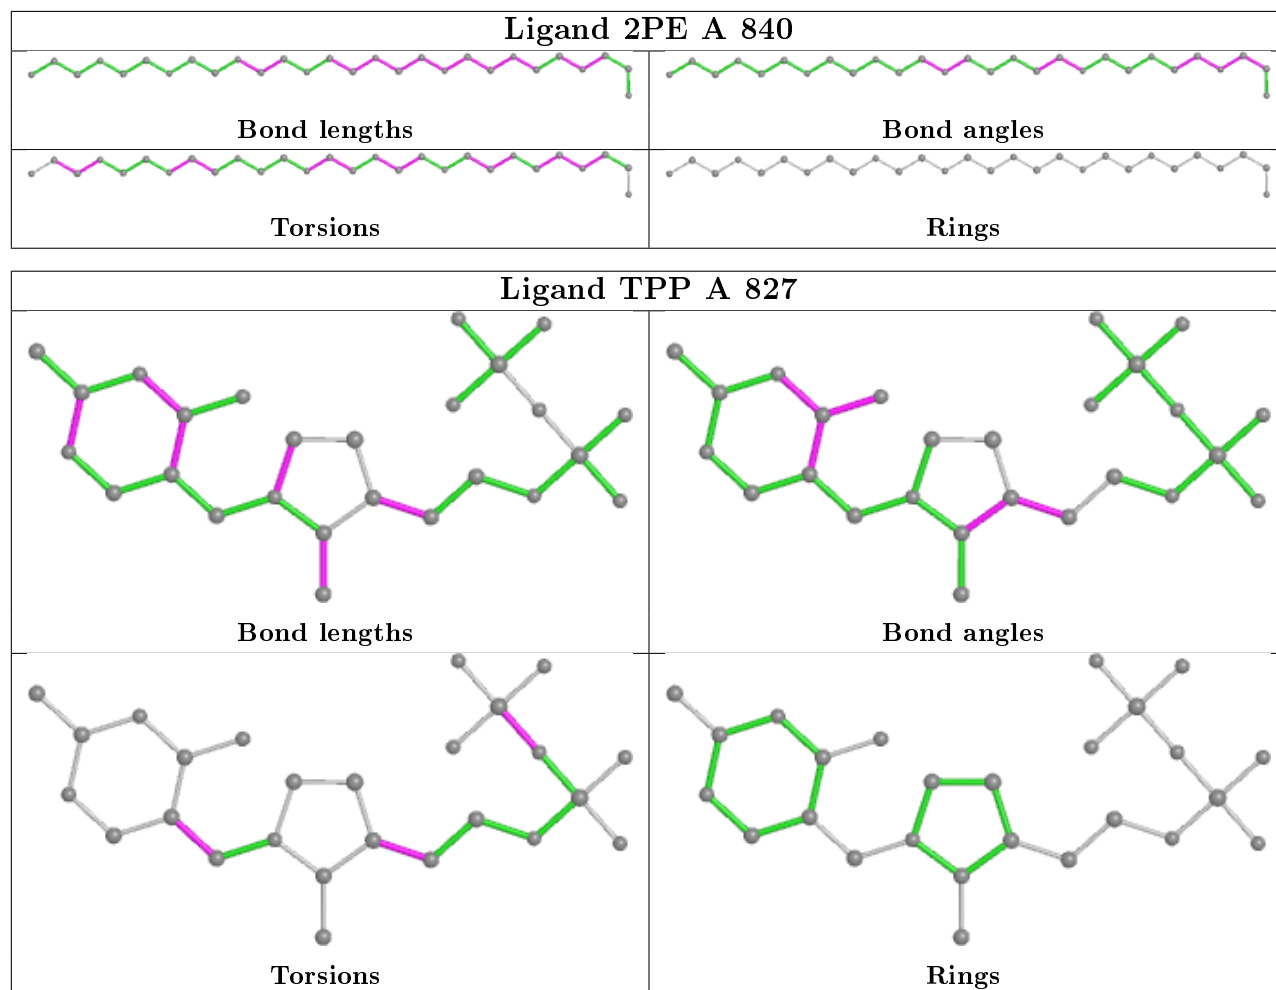 Ligand 2PE A 840
Bond lengths
Bond angles
Torsions
Rings
Ligand TPP A 827
Bond lengths
Bond angles
Torsions
Rings